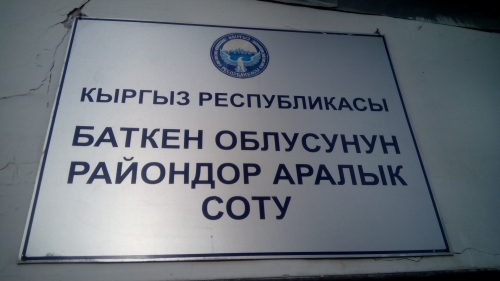 КЫРГЫЗ РЕСПУБЛИКАСЫ
БАТКЕН ОБЛУСУНУН
РАЙОНДОР АРАЛЫК
СОТУ